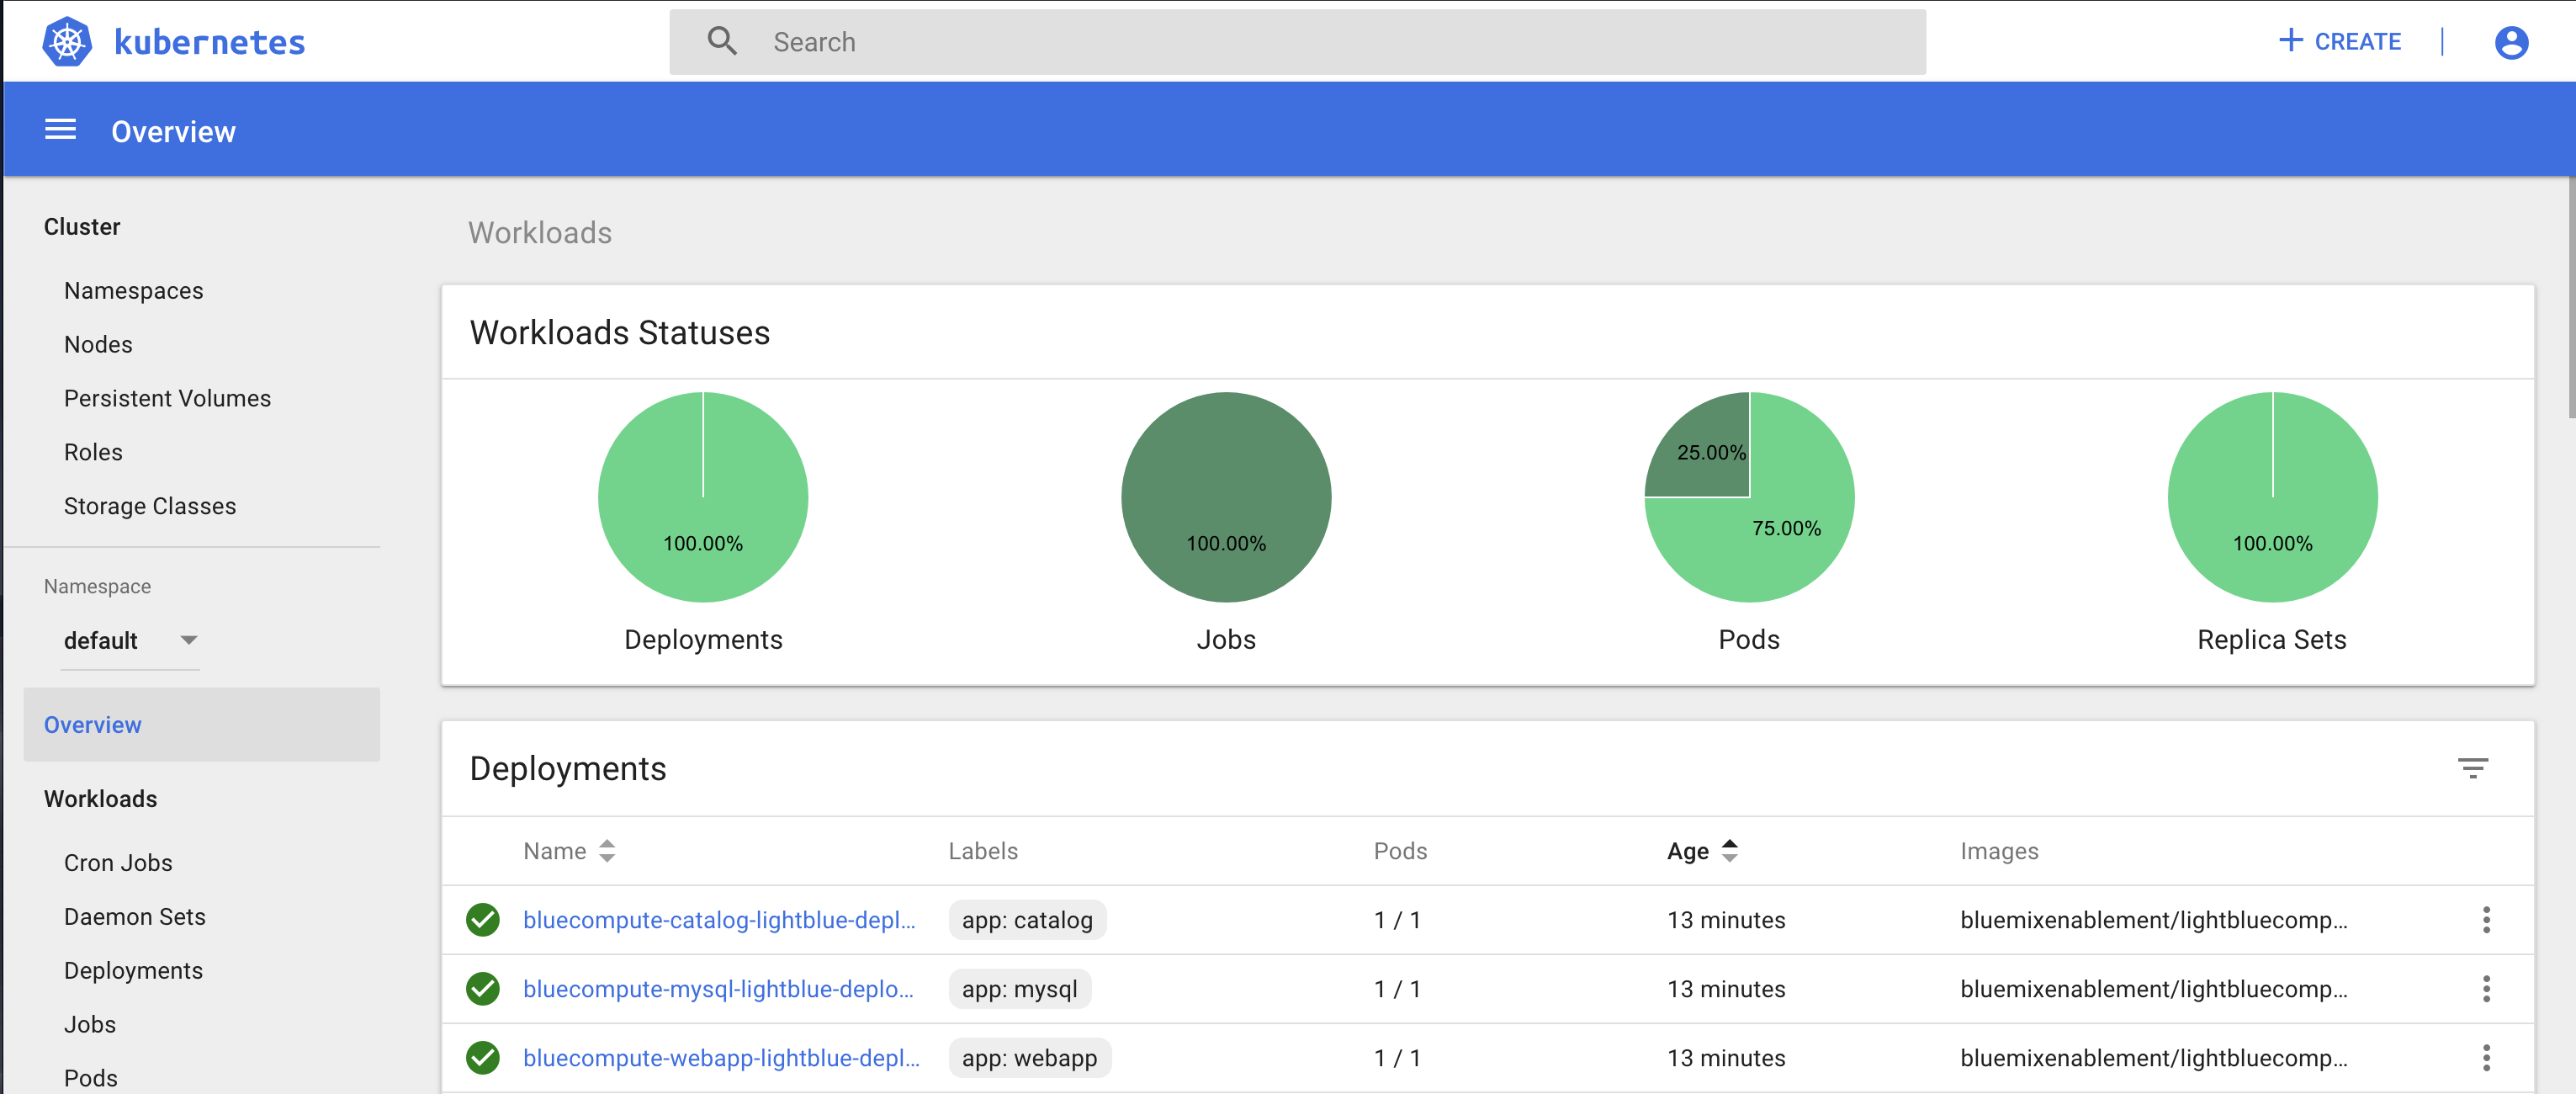 kubernetes
Search
CREATE
Overview
Cluster
Namespaces
Nodes
Persistent Volumes
Roles
Storage Classes
Namespace
default
Overview
Workloads
Cron Jobs
Daemon Sets
Deployments
Jobs
Pods
Workloads
Workloads Statuses
100.00%
100.00%
25.00%
75.00%
100.00%
Deployments
Jobs
Pods
Replica Sets
Deployments
Name Labels Pods Age Images
bluecompute-catalog-lightblue-depl... app: catalog 1 / 1 13 minutes bluemixenablement/lightbluecomp...
bluecompute-mysql-lightblue-deplo... app: mysql 1 / 1 13 minutes bluemixenablement/lightbluecomp...
bluecompute-webapp-lightblue-depl... app: webapp 1 / 1 13 minutes bluemixenablement/lightbluecomp...